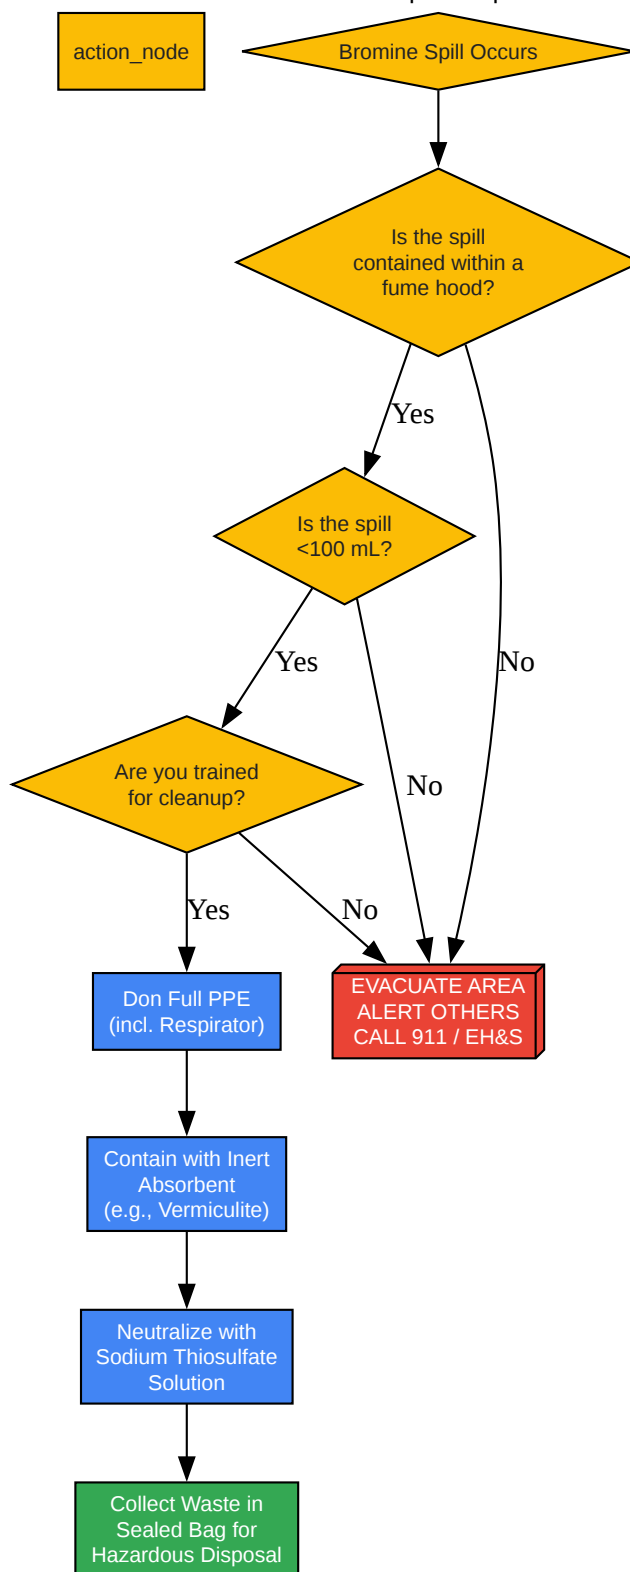 action_node
Bromine Spill Occurs
Is the spill
contained within a
fume hood?
Yes
Is the spill
<100 mL?
Yes
No
Are you trained
for cleanup?
No
Yes
No
Don Full PPE
(incl. Respirator)
EVACUATE AREA
ALERT OTHERS
CALL 911 / EH&S
Contain with Inert
Absorbent
(e.g., Vermiculite)
Neutralize with
Sodium Thiosulfate
Solution
Collect Waste in
Sealed Bag for
Hazardous Disposal